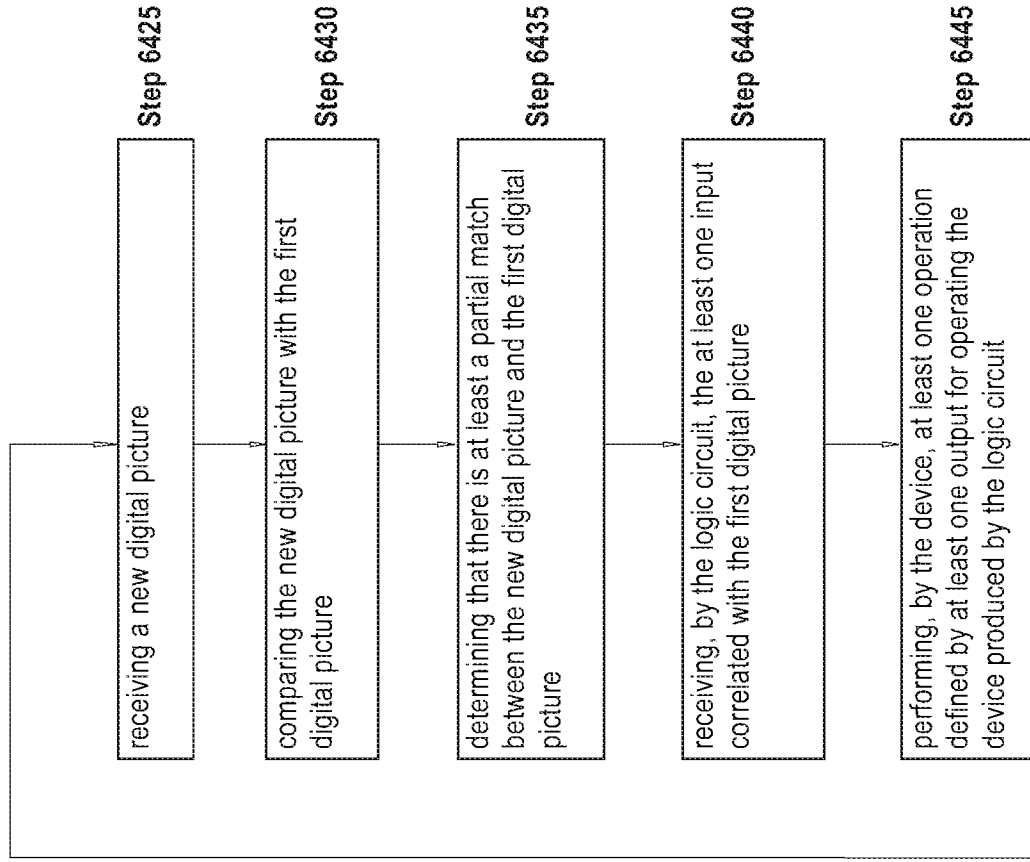 receiving a new digital picture
Step 6425
comparing the new digital picture with the first
digital picture
Step 6430
determining that there is at least a partial match
between the new digital picture and the first digital
picture
Step 6435
receiving, by the logic circuit, the at least one input
correlated with the first digital picture
Step 6440
performing, by the device, at least one operation
defined by at least one output for operating the
device produced by the logic circuit
Step 6445